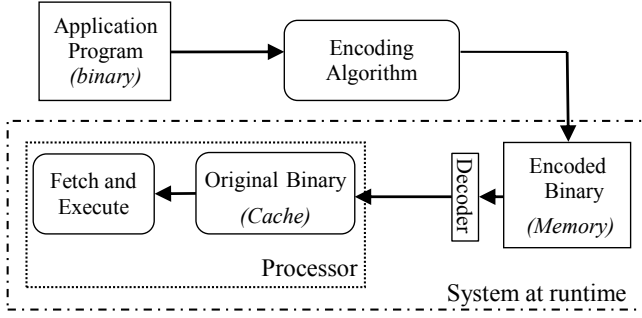 Application
Program
(binary)
Encoding
Algorithm
Fetch and
Execute
Original Binary
(Cache)
Decoder
Encoded
Binary
(Memory)
Processor
System at runtime